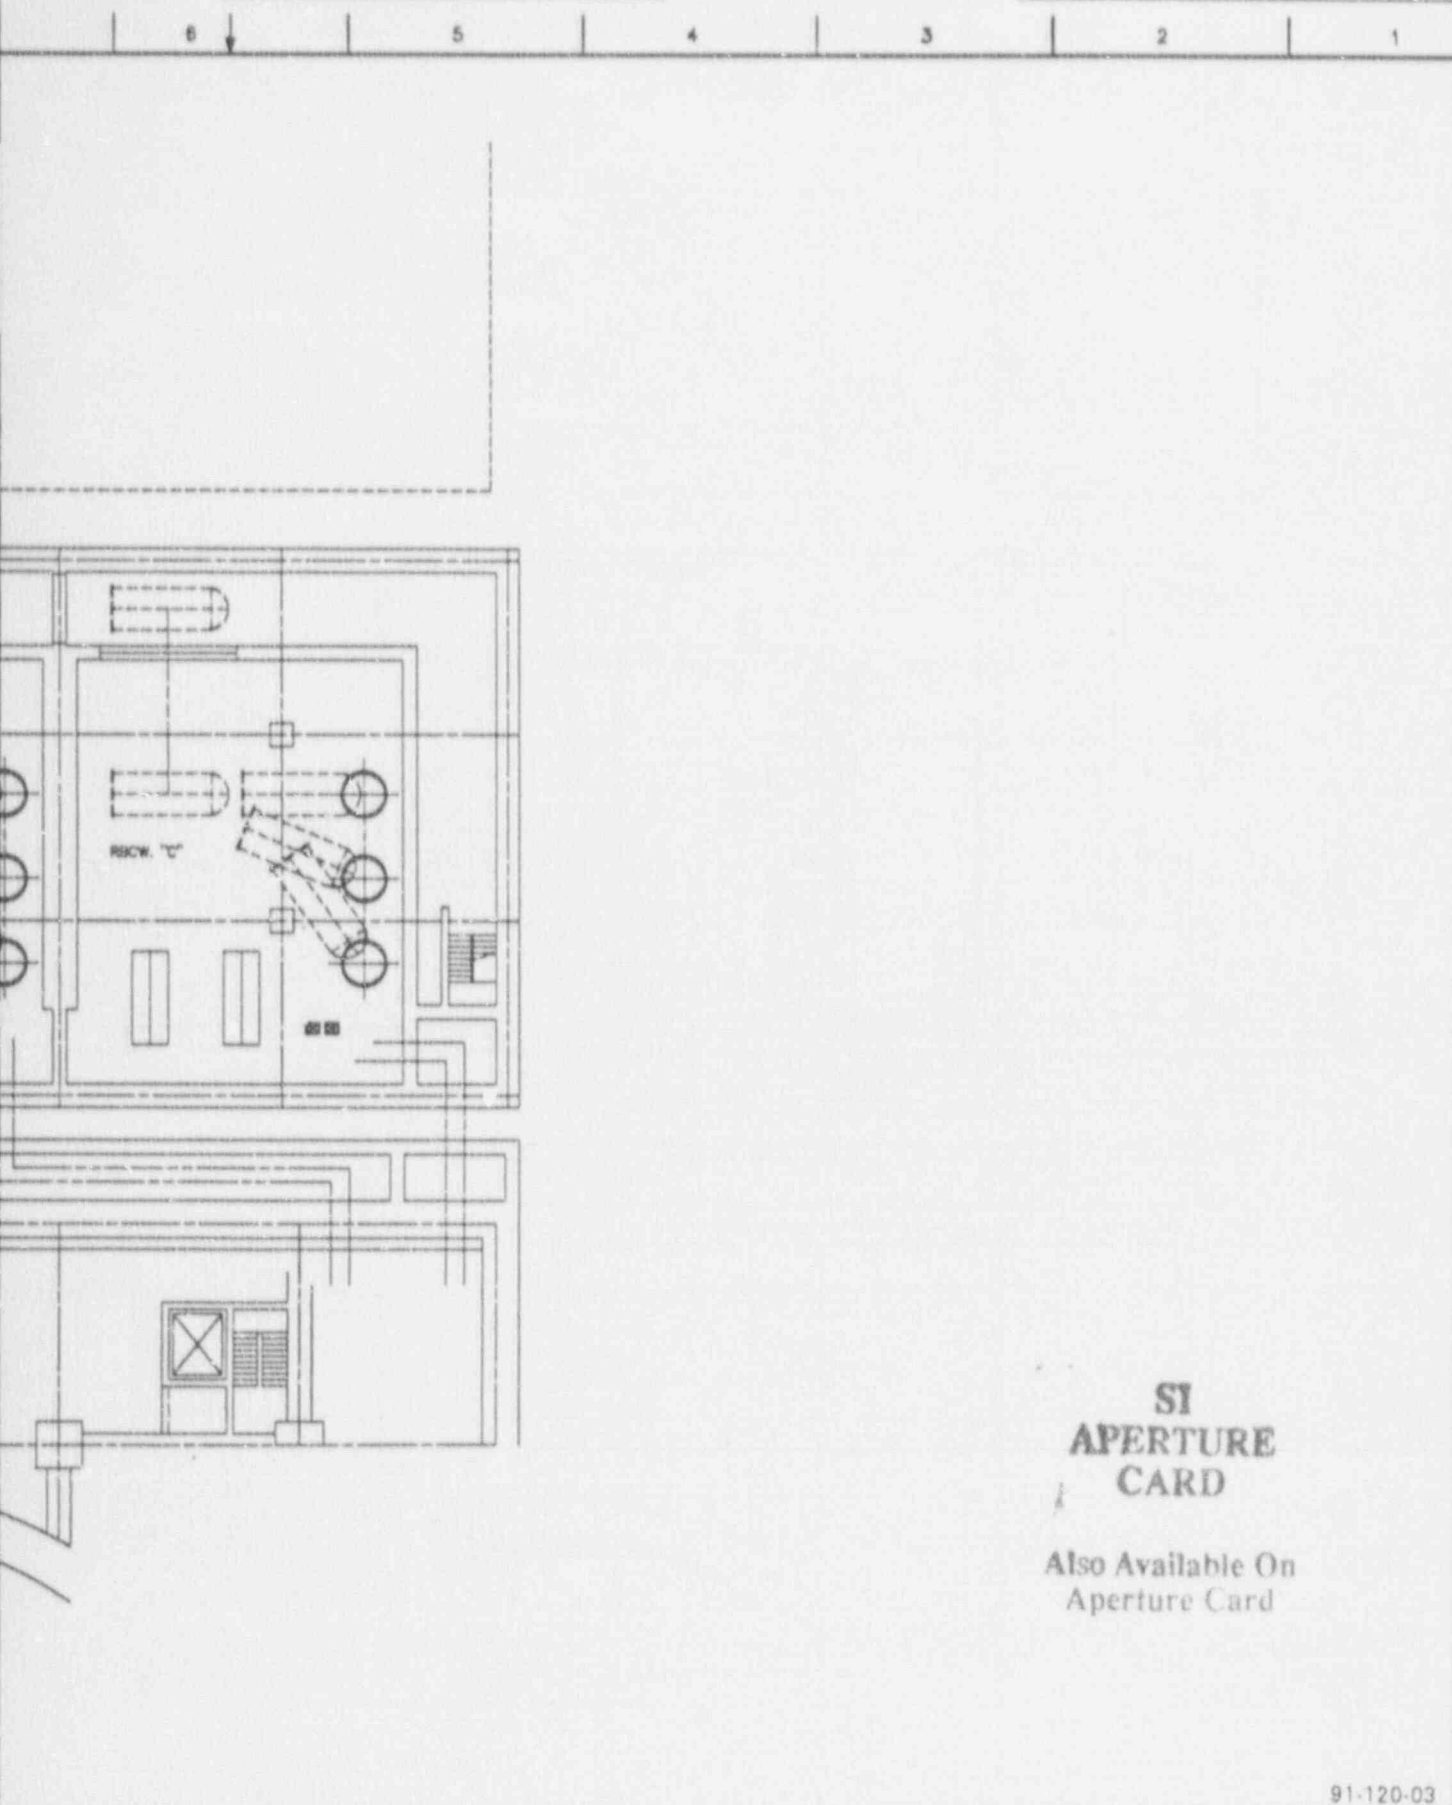 6 5 4 3 2 1
RBCW. "C"
SI
APERTURE
CARD
Also Available On
Aperture Card
91-120-03